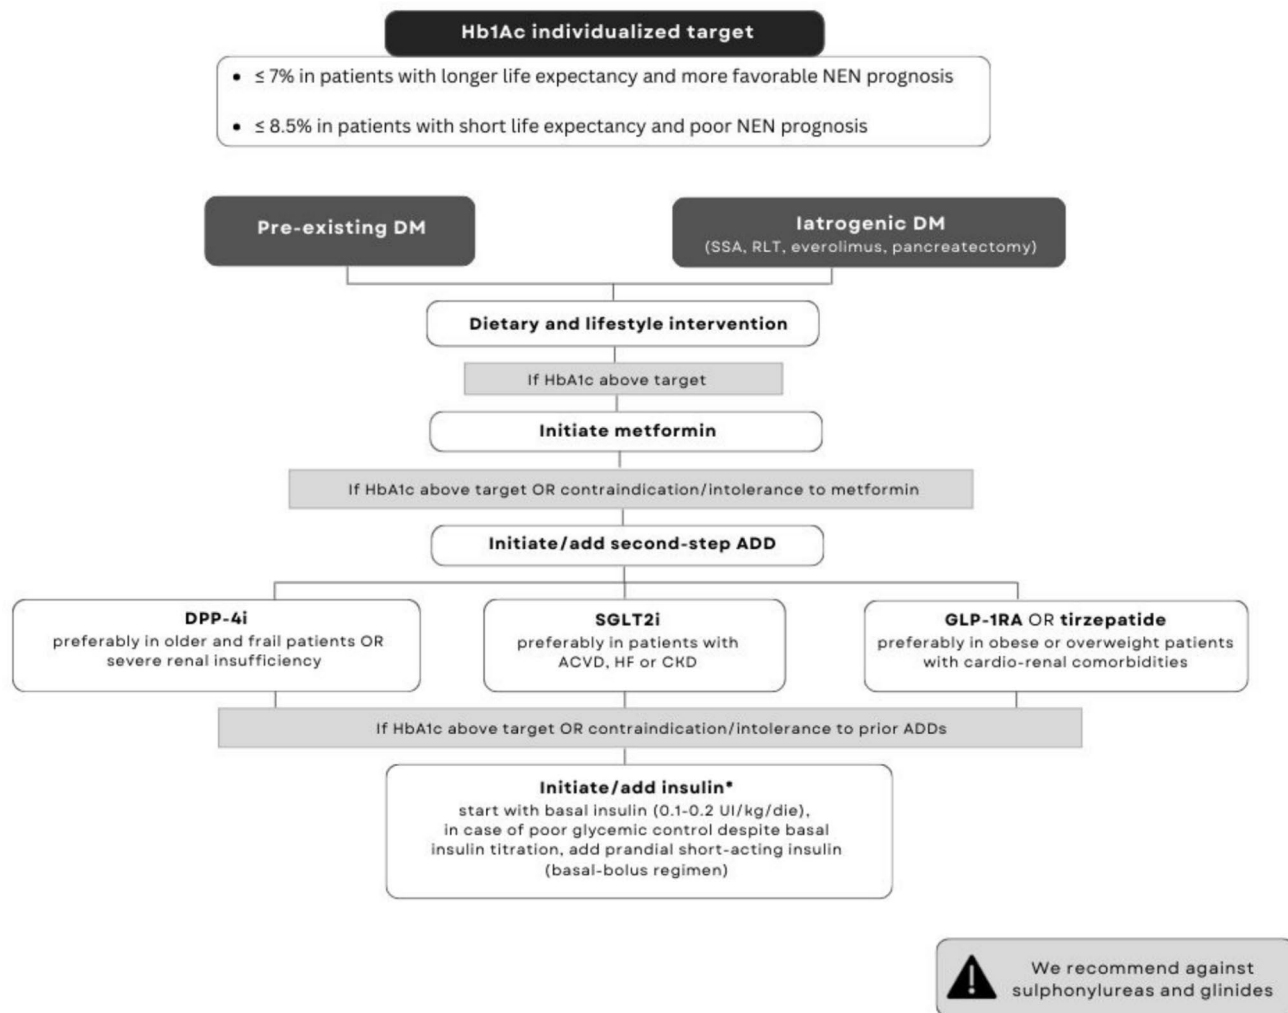 Hb1Ac individualized target
• ≤ 7% in patients with longer life expectancy and more favorable NEN prognosis
• ≤ 8.5% in patients with short life expectancy and poor NEN prognosis
Pre-existing DM
Iatrogenic DM
(SSA, RLT, everolimus, pancreatectomy)
Dietary and lifestyle intervention
If HbA1c above target
Initiate metformin
If HbA1c above target OR contraindication/intolerance to metformin
Initiate/add second-step ADD
DPP-4i
preferably in older and frail patients OR
severe renal insufficiency
SGLT2i
preferably in patients with
ACVD, HF or CKD
GLP-1RA OR tirzepatide
preferably in obese or overweight patients
with cardio-renal comorbidities
If HbA1c above target OR contraindication/intolerance to prior ADDs
Initiate/add insulin*
start with basal insulin (0.1-0.2 UI/kg/die),
in case of poor glycemic control despite basal
insulin titration, add prandial short-acting insulin
(basal-bolus regimen)
We recommend against
sulphonylureas and glinides